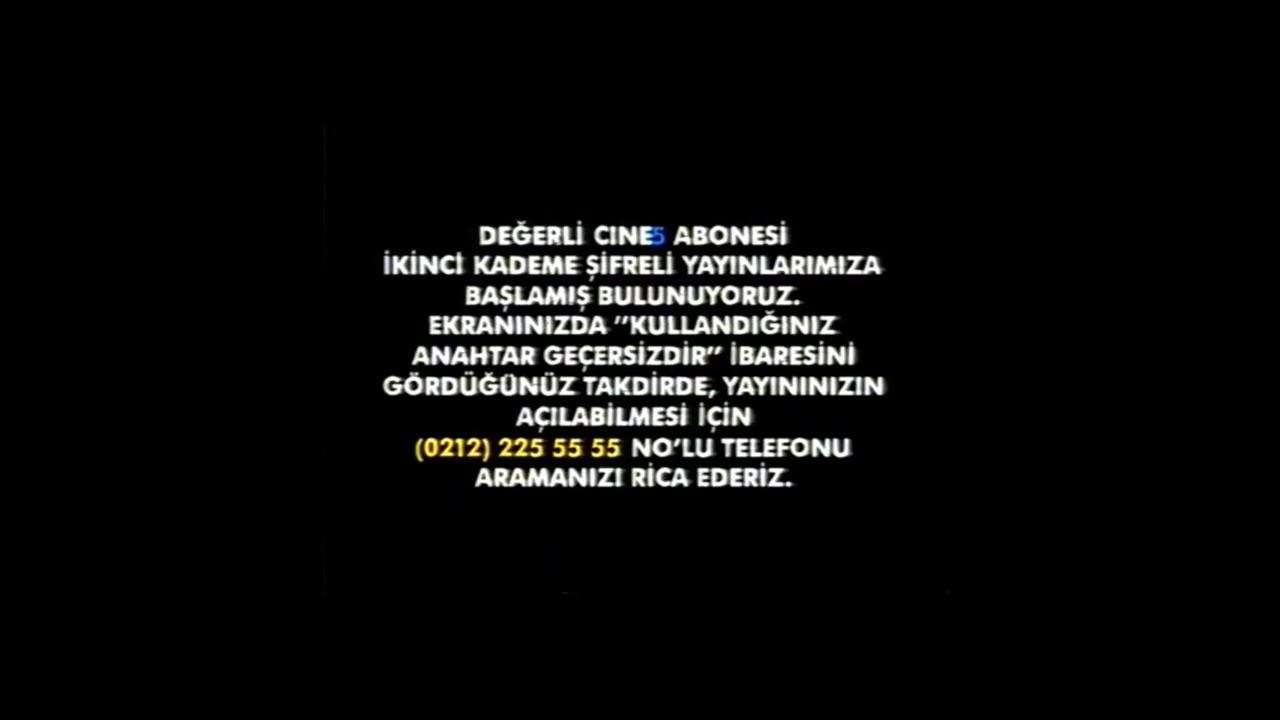 DEĞERLİ CINE5 ABONESİ
İKİNCİ KADEME ŞİFRELİ YAYINLARIMIZA
BAŞLAMIŞ BULUNUYORUZ.
EKRANINIZDA ’’KULLANDIĞINIZ
ANAHTAR GEÇERSİZDİR’’ İBARESİNİ
GÖRDÜĞÜNÜZ TAKDİRDE, YAYININIZIN
AÇILABİLMESİ İÇİN
(0212) 225 55 55 NO’LU TELEFONU
ARAMANIZI RİCA EDERİZ.